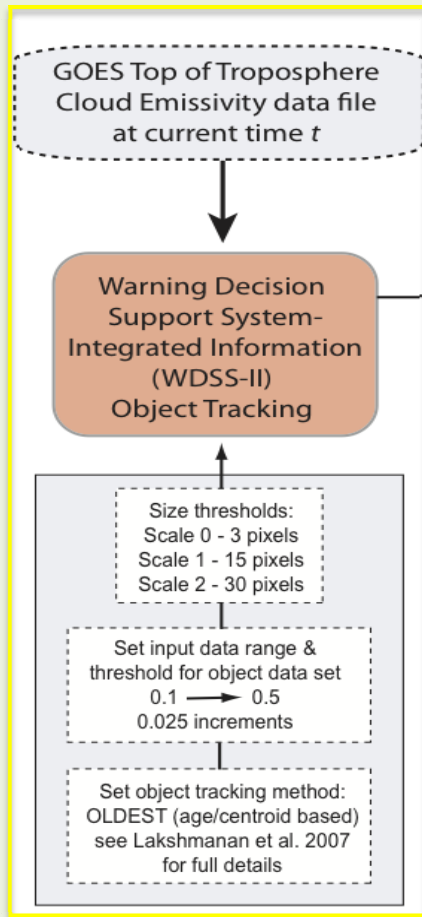 GOES Top of Troposphere
Cloud Emissivity data file
at current time t
Warning Decision
Support System-
Integrated Information
(WDSS-II)
Object Tracking
Size thresholds:
Scale 0 - 3 pixels
Scale 1 - 15 pixels
Scale 2 - 30 pixels
Set input data range &
threshold for object data set
0.1 → 0.5
0.025 increments
Set object tracking method:
OLDEST (age/centroid based)
see Lakshmanan et al. 2007
for full details